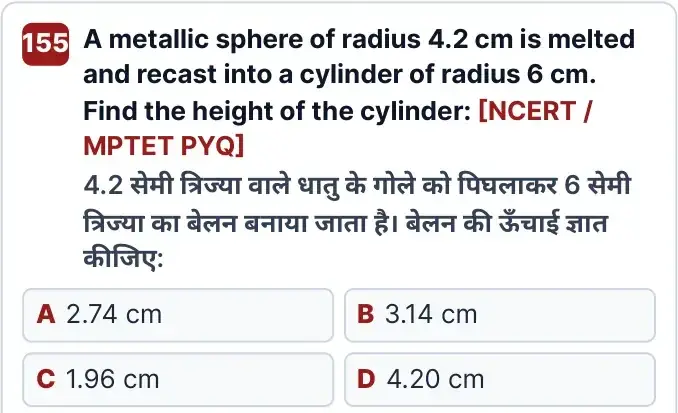 155 A metallic sphere of radius 4.2 cm is melted
and recast into a cylinder of radius 6 cm.
Find the height of the cylinder: [NCERT /
MPTET PYQ]
4.2 सेमी त्रिज्या वाले धातु के गोले को पिघलाकर 6 सेमी
त्रिज्या का बेलन बनाया जाता है। बेलन की ऊँचाई ज्ञात
कीजिए:
A 2.74 cm
B 3.14 cm
C 1.96 cm
D 4.20 cm